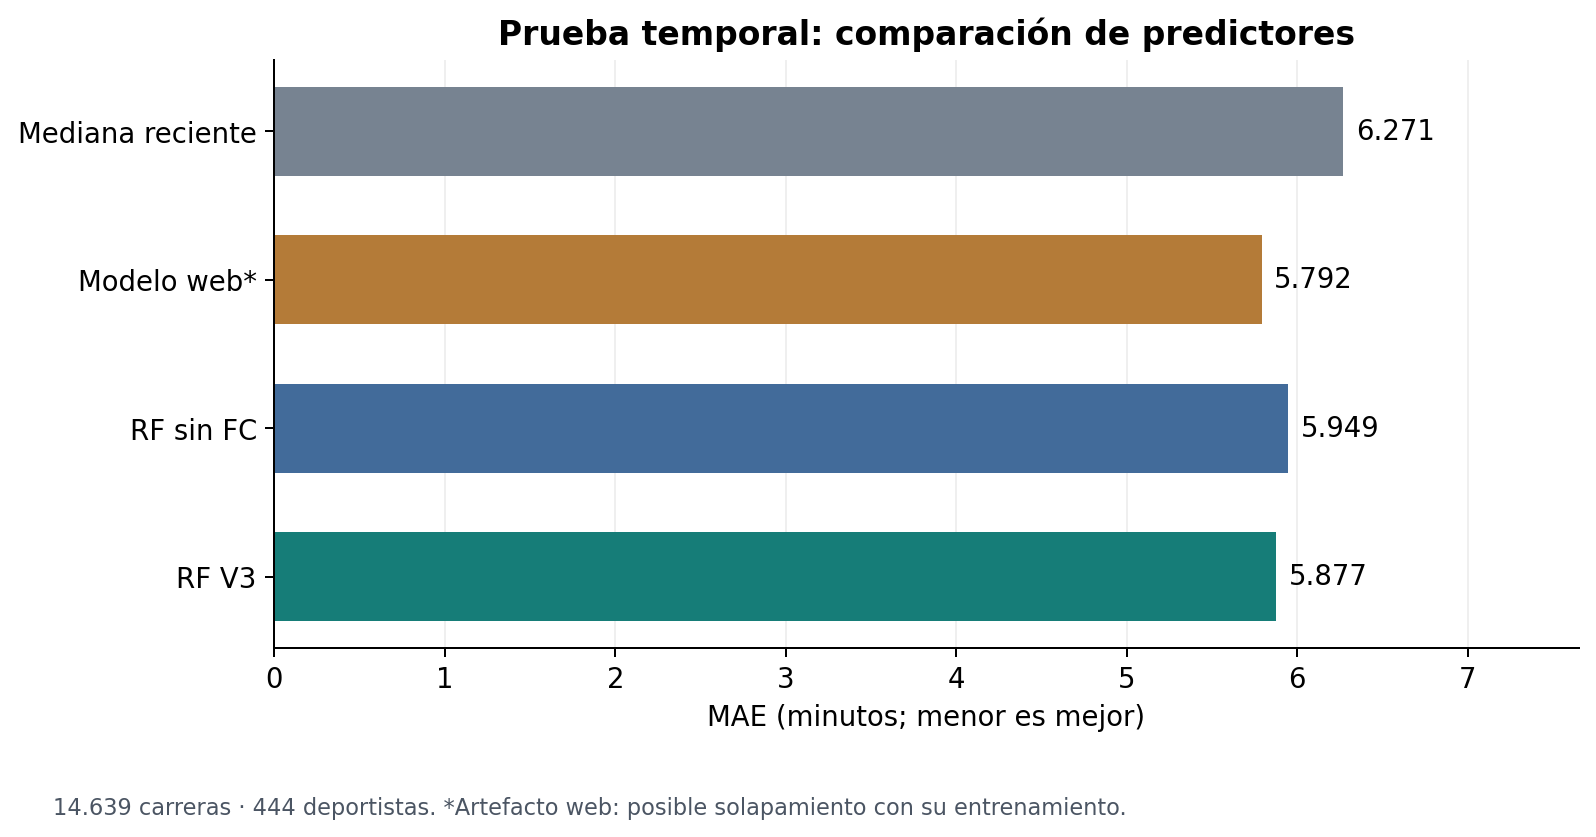 Prueba temporal: comparación de predictores
Mediana reciente
6.271
Modelo web*
5.792
RF sin FC
5.949
RF V3
5.877
0 1 2 3 4 5 6 7
MAE (minutos; menor es mejor)
14.639 carreras · 444 deportistas. *Artefacto web: posible solapamiento con su entrenamiento.